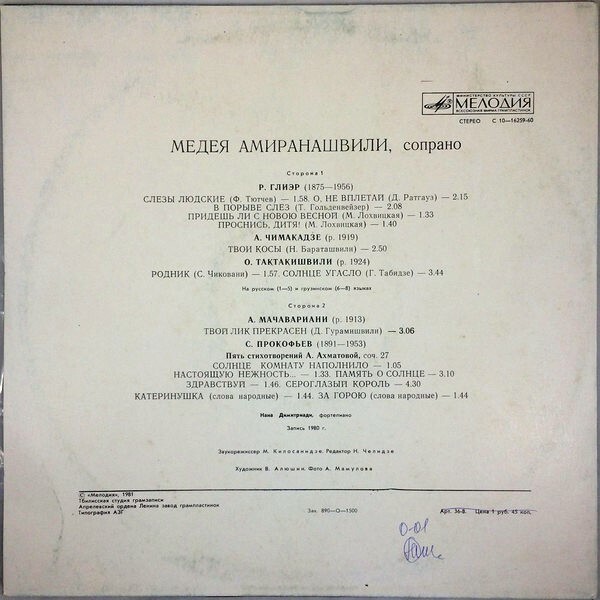 МИНИСТЕРСТВО КУЛЬТУРЫ СССР
МЕЛОДИЯ
ВСЕСОЮЗНАЯ ФИРМА ГРАМПЛАСТИНОК
СТЕРЕО С 10—16259-60
МЕДЕЯ АМИРАНАШВИЛИ, сопрано
Сторона 1
Р. ГЛИЭР (1875—1956)
СЛЕЗЫ ЛЮДСКИЕ (Ф. Тютчев) — 1.58. О, НЕ ВПЛЕТАЙ (Д. Ратгауз) — 2.15
В ПОРЫВЕ СЛЕЗ (Т. Гольденвейзер) — 2.08
ПРИДЕШЬ ЛИ С НОВОЮ ВЕСНОЙ (М. Лохвицкая) — 1.33
ПРОСНИСЬ, ДИТЯ! (М. Лохвицкая) — 1.40
А. ЧИМАКАДЗЕ (р. 1919)
ТВОИ КОСЫ (Н. Бараташвили) — 2.50
О. ТАКТАКИШВИЛИ (р. 1924)
РОДНИК (С. Чиковани) — 1.57. СОЛНЦЕ УГАСЛО (Г. Табидзе) — 3.44
На русском (1—5) и грузинском (6—8) языках
Сторона 2
А. МАЧАВАРИАНИ (р. 1913)
ТВОЙ ЛИК ПРЕКРАСЕН (Д. Гурамишвили) — 3.06
С. ПРОКОФЬЕВ (1891—1953)
Пять стихотворений А. Ахматовой, соч. 27
СОЛНЦЕ КОМНАТУ НАПОЛНИЛО — 1.05
НАСТОЯЩУЮ НЕЖНОСТЬ... — 1.33. ПАМЯТЬ О СОЛНЦЕ — 3.10
ЗДРАВСТВУЙ — 1.46. СЕРОГЛАЗЫЙ КОРОЛЬ — 4.30
КАТЕРИНУШКА (слова народные) — 1.44. ЗА ГОРОЮ (слова народные) — 1.44
Нана Димитриади, фортепиано
Запись 1980 г.
Звукорежиссер М. Килосанидзе. Редактор Н. Челидзе
Художник В. Алюшин. Фото А. Мамулова
© «Мелодия», 1981
Тбилисская студия грамзаписи
Апрелевский ордена Ленина завод грампластинок
Типография АЗГ
Зак. 890—О—1500
Арт. 36-8. Цена 1 руб. 45 коп.
0-01